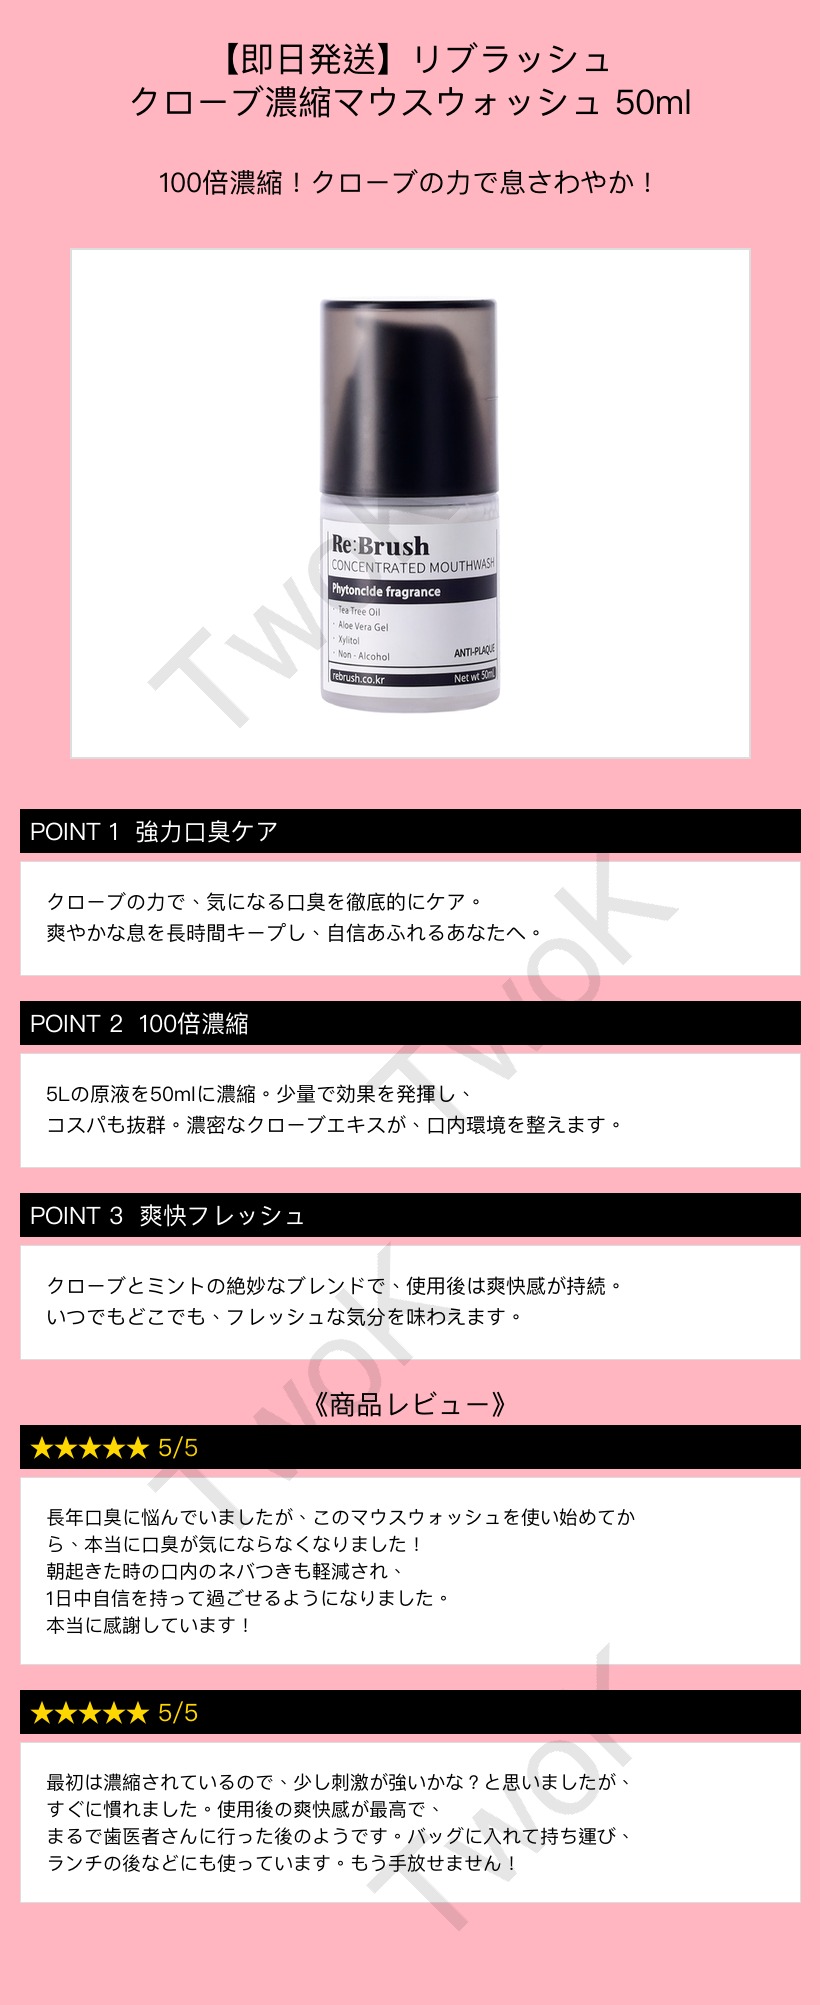 【即日発送】リブラッシュ
クローブ濃縮マウスウォッシュ 50ml
100倍濃縮！クローブの力で息さわやか！
Re:Brush
CONCENTRATED MOUTHWASH
Phytoncide fragrance
· Tea Tree Oil
· Aloe Vera Gel
· Xylitol
· Non - Alcohol
ANTI-PLAQUE
rebrush.co.kr Net wt 50mL
TwoK
POINT 1 強力口臭ケア
クローブの力で、気になる口臭を徹底的にケア。
爽やかな息を長時間キープし、自信あふれるあなたへ。
TwoK
POINT 2 100倍濃縮
5Lの原液を50mlに濃縮。少量で効果を発揮し、
コスパも抜群。濃密なクローブエキスが、口内環境を整えます。
POINT 3 爽快フレッシュ
クローブとミントの絶妙なブレンドで、使用後は爽快感が持続。
いつでもどこでも、フレッシュな気分を味わえます。
TwoK
《商品レビュー》
★★★★★ 5/5
長年口臭に悩んでいましたが、このマウスウォッシュを使い始めてか
ら、本当に口臭が気にならなくなりました！
朝起きた時の口内のネバつきも軽減され、
1日中自信を持って過ごせるようになりました。
本当に感謝しています！
★★★★★ 5/5
最初は濃縮されているので、少し刺激が強いかな？と思いましたが、
すぐに慣れました。使用後の爽快感が最高で、
まるで歯医者さんに行った後のようです。バッグに入れて持ち運び、
ランチの後などにも使っています。もう手放せません！
TwoK